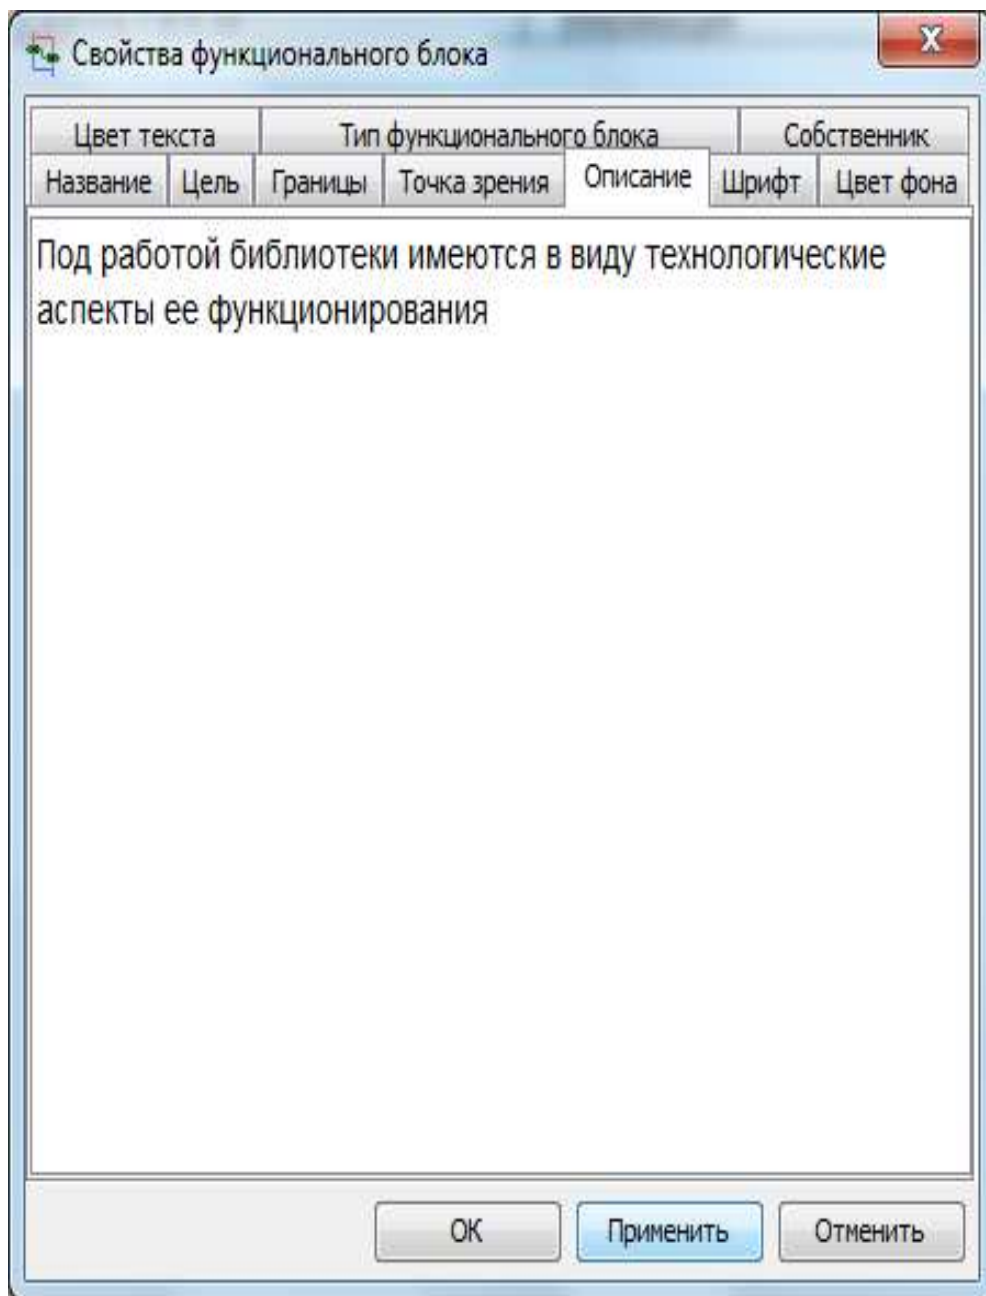 Свойства функционального блока
Цвет текста Тип функционального блока Собственник
Название Цель Границы Точка зрения Описание Шрифт Цвет фона
Под работой библиотеки имеются в виду технологические
аспекты ее функционирования
ОК Применить Отменить